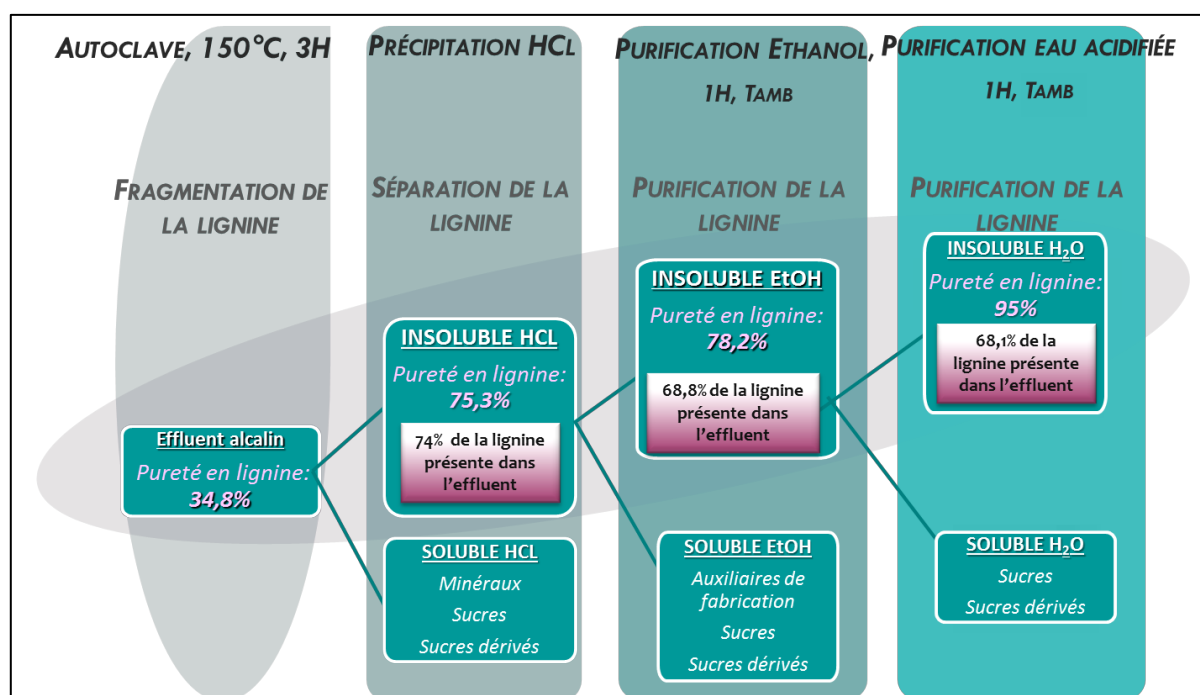 AUTOCLAVE, 150°C, 3H
PRÉCIPITATION HCL
PURIFICATION ETHANOL,
1H, TAMB
PURIFICATION EAU ACIDIFIÉE
1H, TAMB
FRAGMENTATION DE
LA LIGNINE
SÉPARATION DE LA
LIGNINE
PURIFICATION DE LA
LIGNINE
PURIFICATION DE LA
LIGNINE
Effluent alcalin
Pureté en lignine:
34,8%
INSOLUBLE HCL
Pureté en lignine:
75,3%
74% de la lignine
présente dans
l'effluent
SOLUBLE HCL
Minéraux
Sucres
Sucres dérivés
INSOLUBLE EtOH
Pureté en lignine:
78,2%
68,8% de la lignine
présente dans
l'effluent
SOLUBLE EtOH
Auxiliaires de
fabrication
Sucres
Sucres dérivés
INSOLUBLE H₂O
Pureté en lignine:
95%
68,1% de la
lignine présente
dans l'effluent
SOLUBLE H₂O
Sucres
Sucres dérivés